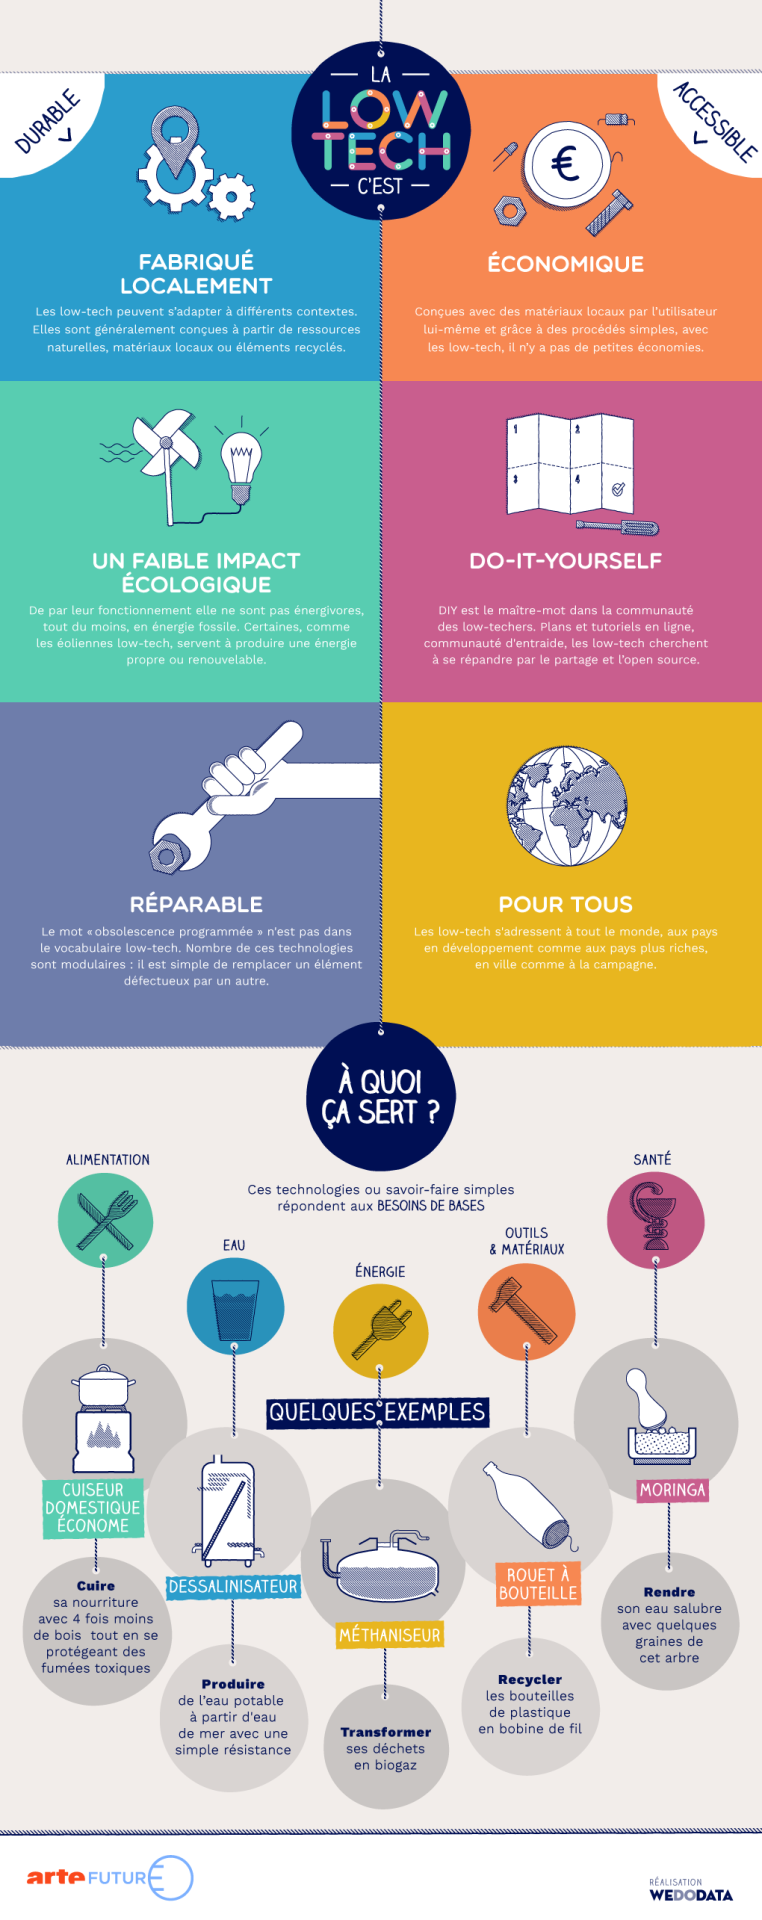 LA
LOW
TECH
C'EST
DURABLE
ACCESSIBLE
FABRIQUÉ
LOCALEMENT
Les low-tech peuvent s'adapter à différents contextes.
Elles sont généralement conçues à partir de ressources
naturelles, matériaux locaux ou éléments recyclés.
€
ÉCONOMIQUE
Conçues avec des matériaux locaux par l'utilisateur
lui-même et grâce à des procédés simples, avec
les low-tech, il n'y a pas de petites économies.
UN FAIBLE IMPACT
ÉCOLOGIQUE
De par leur fonctionnement elle ne sont pas énergivores,
tout du moins, en énergie fossile. Certaines, comme
les éoliennes low-tech, servent à produire une énergie
propre ou renouvelable.
1 2
3 4
DO-IT-YOURSELF
DIY est le maître-mot dans la communauté
des low-techers. Plans et tutoriels en ligne,
communauté d'entraide, les low-tech cherchent
à se répandre par le partage et l'open source.
RÉPARABLE
Le mot « obsolescence programmée » n'est pas dans
le vocabulaire low-tech. Nombre de ces technologies
sont modulaires : il est simple de remplacer un élément
défectueux par un autre.
POUR TOUS
Les low-tech s'adressent à tout le monde, aux pays
en développement comme aux pays plus riches,
en ville comme à la campagne.
À QUOI
ÇA SERT ?
Ces technologies ou savoir-faire simples
répondent aux BESOINS DE BASES
ALIMENTATION
EAU
ÉNERGIE
OUTILS
& MATÉRIAUX
SANTÉ
QUELQUES EXEMPLES
CUISEUR
DOMESTIQUE
ÉCONOME
Cuire
sa nourriture
avec 4 fois moins
de bois tout en se
protégeant des
fumées toxiques
DESSALINISATEUR
Produire
de l'eau potable
à partir d'eau
de mer avec une
simple résistance
MÉTHANISEUR
Transformer
ses déchets
en biogaz
ROUET À
BOUTEILLE
Recycler
les bouteilles
de plastique
en bobine de fil
MORINGA
Rendre
son eau salubre
avec quelques
graines de
cet arbre
arte FUTURE
RÉALISATION
WEDODATA